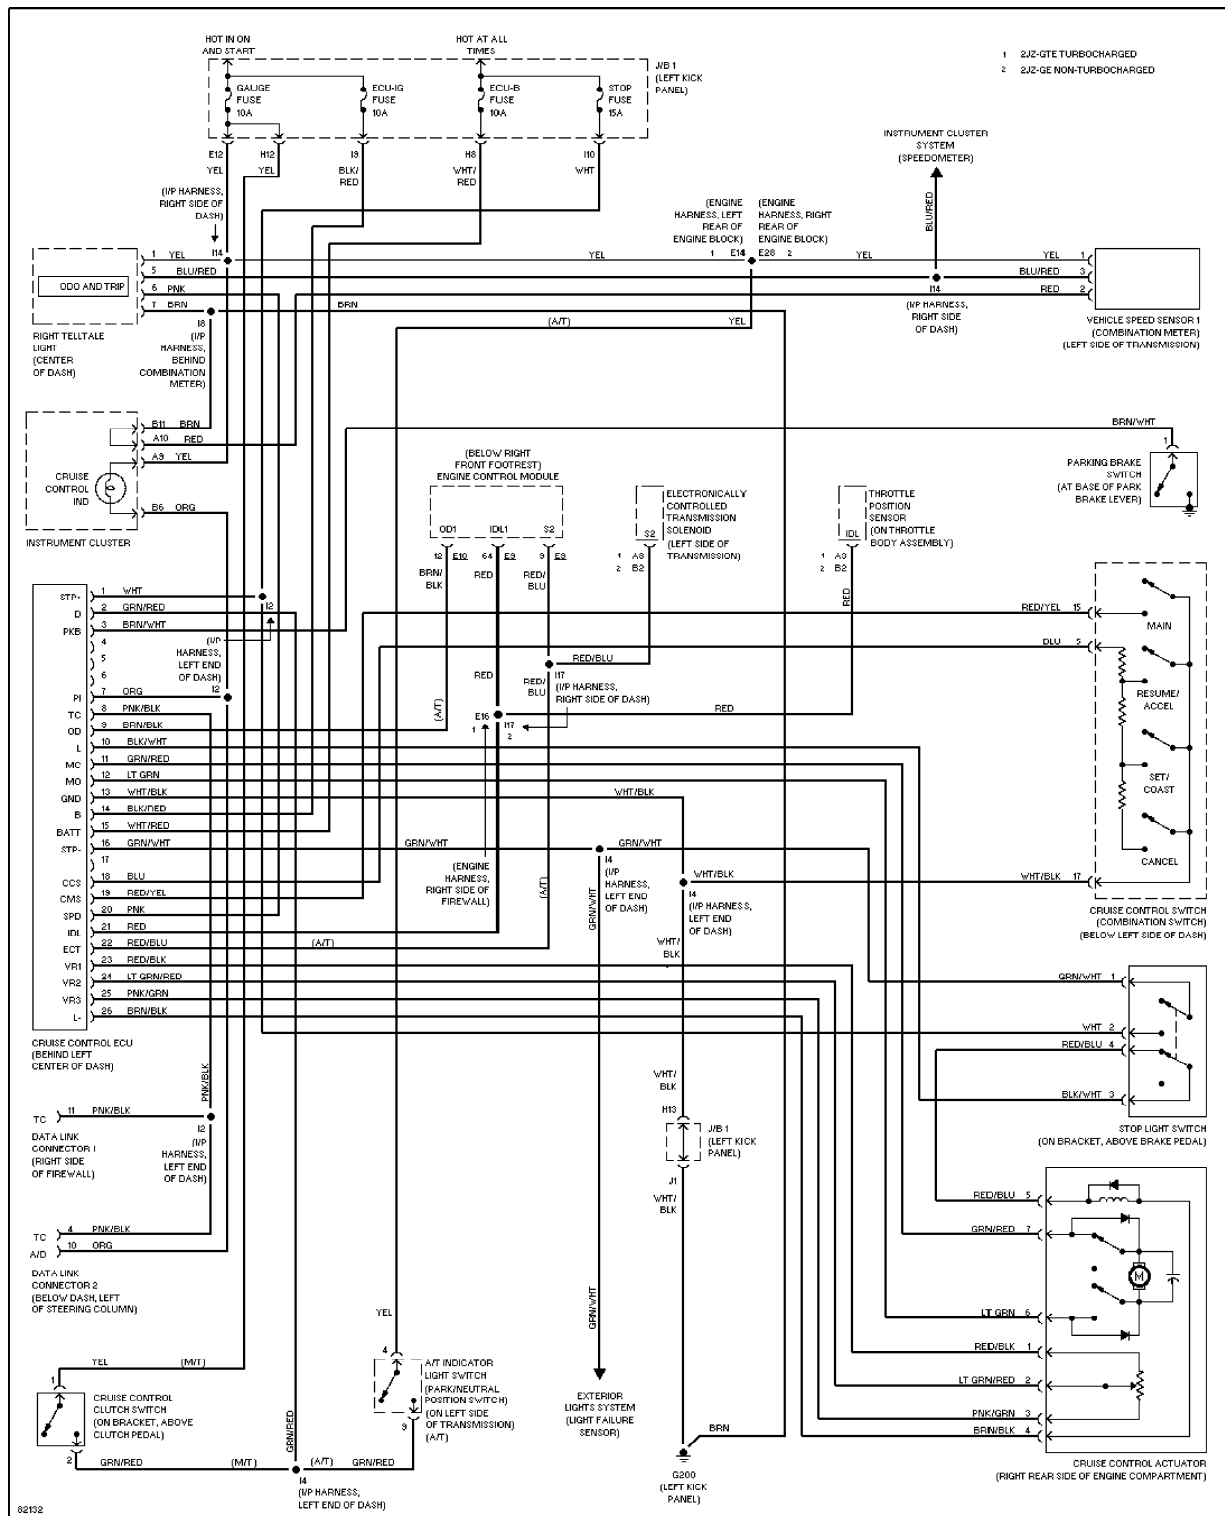 HOT IN ON
AND START
HOT AT ALL
TIMES
J/B 1
(LEFT KICK
PANEL)
1 2JZ-GTE TURBOCHARGED
2 2JZ-GE NON-TURBOCHARGED
GAUGE
FUSE
10A
ECU-IG
FUSE
10A
ECU-B
FUSE
10A
STOP
FUSE
15A
E12
H12
I9
H8
I10
YEL
YEL
BLK/
RED
WHT/
RED
WHT
INSTRUMENT CLUSTER
SYSTEM
(SPEEDOMETER)
BLU/RED
(I/P HARNESS,
RIGHT SIDE OF
DASH)
I14
(ENGINE
HARNESS, LEFT
REAR OF
ENGINE BLOCK)
(ENGINE
HARNESS, RIGHT
REAR OF
ENGINE BLOCK)
1 E14
E28 2
1 YEL
5 BLU/RED
6 PNK
7 BRN
ODO AND TRIP
RIGHT TELLTALE
LIGHT
(CENTER
OF DASH)
I8
(I/P
HARNESS,
BEHIND
COMBINATION
METER)
YEL
YEL
BRN
(A/T)
YEL
YEL 1
BLU/RED 3
RED 2
I14
(I/P HARNESS,
RIGHT SIDE
OF DASH)
VEHICLE SPEED SENSOR 1
(COMBINATION METER)
(LEFT SIDE OF TRANSMISSION)
B11 BRN
A10 RED
A9 YEL
B6 ORG
CRUISE
CONTROL
IND
INSTRUMENT CLUSTER
BRN/WHT
1
PARKING BRAKE
SWITCH
(AT BASE OF PARK
BRAKE LEVER)
(BELOW RIGHT
FRONT FOOTREST)
ENGINE CONTROL MODULE
OD1
IDL1
S2
12 E10
64 E9
9 E9
BRN/
BLK
RED
RED/
BLU
ELECTRONICALLY
CONTROLLED
TRANSMISSION
SOLENOID
(LEFT SIDE OF
TRANSMISSION)
S2
1 A8
2 B2
THROTTLE
POSITION
SENSOR
(ON THROTTLE
BODY ASSEMBLY)
IDL
1 A3
2 B2
RED
STP+ 1 WHT
D 2 GRN/RED
PKB 3 BRN/WHT
4
5
6
PI 7 ORG
TC 8 PNK/BLK
OD 9 BRN/BLK
L 10 BLK/WHT
MC 11 GRN/RED
MO 12 LT GRN
GND 13 WHT/BLK
B 14 BLK/RED
BATT 15 WHT/RED
STP- 16 GRN/WHT
17
CCS 18 BLU
CMS 19 RED/YEL
SPD 20 PNK
IDL 21 RED
ECT 22 RED/BLU
VR1 23 RED/BLK
VR2 24 LT GRN/RED
VR3 25 PNK/GRN
L- 26 BRN/BLK
CRUISE CONTROL ECU
(BEHIND LEFT
CENTER OF DASH)
I2
(I/P
HARNESS,
LEFT END
OF DASH)
I2
RED
RED/
BLU
(A/T)
RED/BLU
I17
(I/P HARNESS,
RIGHT SIDE OF DASH)
RED
E16
1
I17
2
(ENGINE
HARNESS,
RIGHT SIDE OF
FIREWALL)
(A/T)
(A/T)
WHT/BLK
GRN/WHT
GRN/WHT
I4
(I/P
HARNESS,
LEFT END
OF DASH)
GRN/WHT
WHT/BLK
I4
(I/P HARNESS,
LEFT END
OF DASH)
WHT/
BLK
RED/YEL 15
BLU 5
MAIN
RESUME/
ACCEL
SET/
COAST
CANCEL
WHT/BLK 17
CRUISE CONTROL SWITCH
(COMBINATION SWITCH)
(BELOW LEFT SIDE OF DASH)
GRN/WHT 1
WHT 2
RED/BLU 4
BLK/WHT 3
STOP LIGHT SWITCH
(ON BRACKET, ABOVE BRAKE PEDAL)
PNK/BLK
TC 11 PNK/BLK
DATA LINK
CONNECTOR 1
(RIGHT SIDE
OF FIREWALL)
I2
(I/P
HARNESS,
LEFT END
OF DASH)
TC 4 PNK/BLK
A/D 10 ORG
DATA LINK
CONNECTOR 2
(BELOW DASH, LEFT
OF STEERING COLUMN)
WHT/
BLK
H13
J/B 1
(LEFT KICK
PANEL)
J1
WHT/
BLK
RED/BLU 5
GRN/RED 7
M
LT GRN 6
RED/BLK 1
LT GRN/RED 2
PNK/GRN 3
BRN/BLK 4
CRUISE CONTROL ACTUATOR
(RIGHT REAR SIDE OF ENGINE COMPARTMENT)
YEL
(M/T)
1
CRUISE CONTROL
CLUTCH SWITCH
(ON BRACKET, ABOVE
CLUTCH PEDAL)
2
GRN/RED
(M/T)
(A/T)
GRN/RED
GRN/RED
I4
(I/P HARNESS,
LEFT END OF DASH)
YEL
4
A/T INDICATOR
LIGHT SWITCH
(PARK/NEUTRAL
POSITION SWITCH)
(ON LEFT SIDE
OF TRANSMISSION)
(A/T)
9
GRN/WHT
EXTERIOR
LIGHTS SYSTEM
(LIGHT FAILURE
SENSOR)
BRN
G200
(LEFT KICK
PANEL)
82132